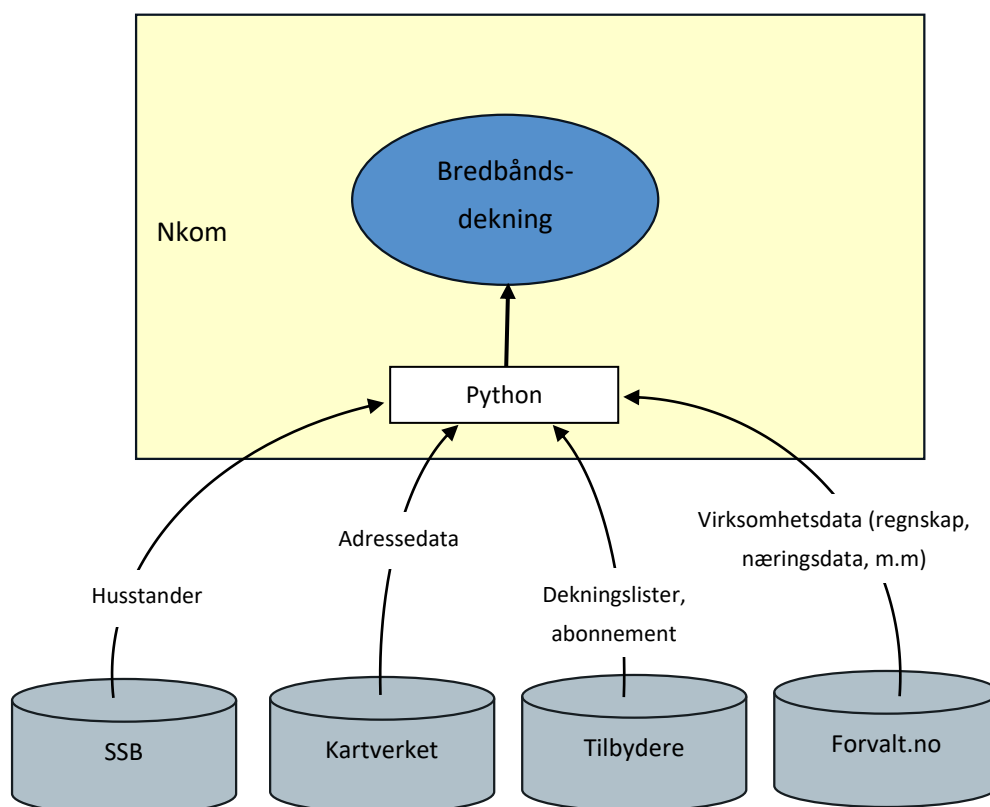 Bredbånds-
dekning
Nkom
Python
Virksomhetsdata (regnskap,
næringsdata, m.m)
Adressedata
Husstander
Dekningslister,
abonnement
SSB
Kartverket
Tilbydere
Forvalt.no